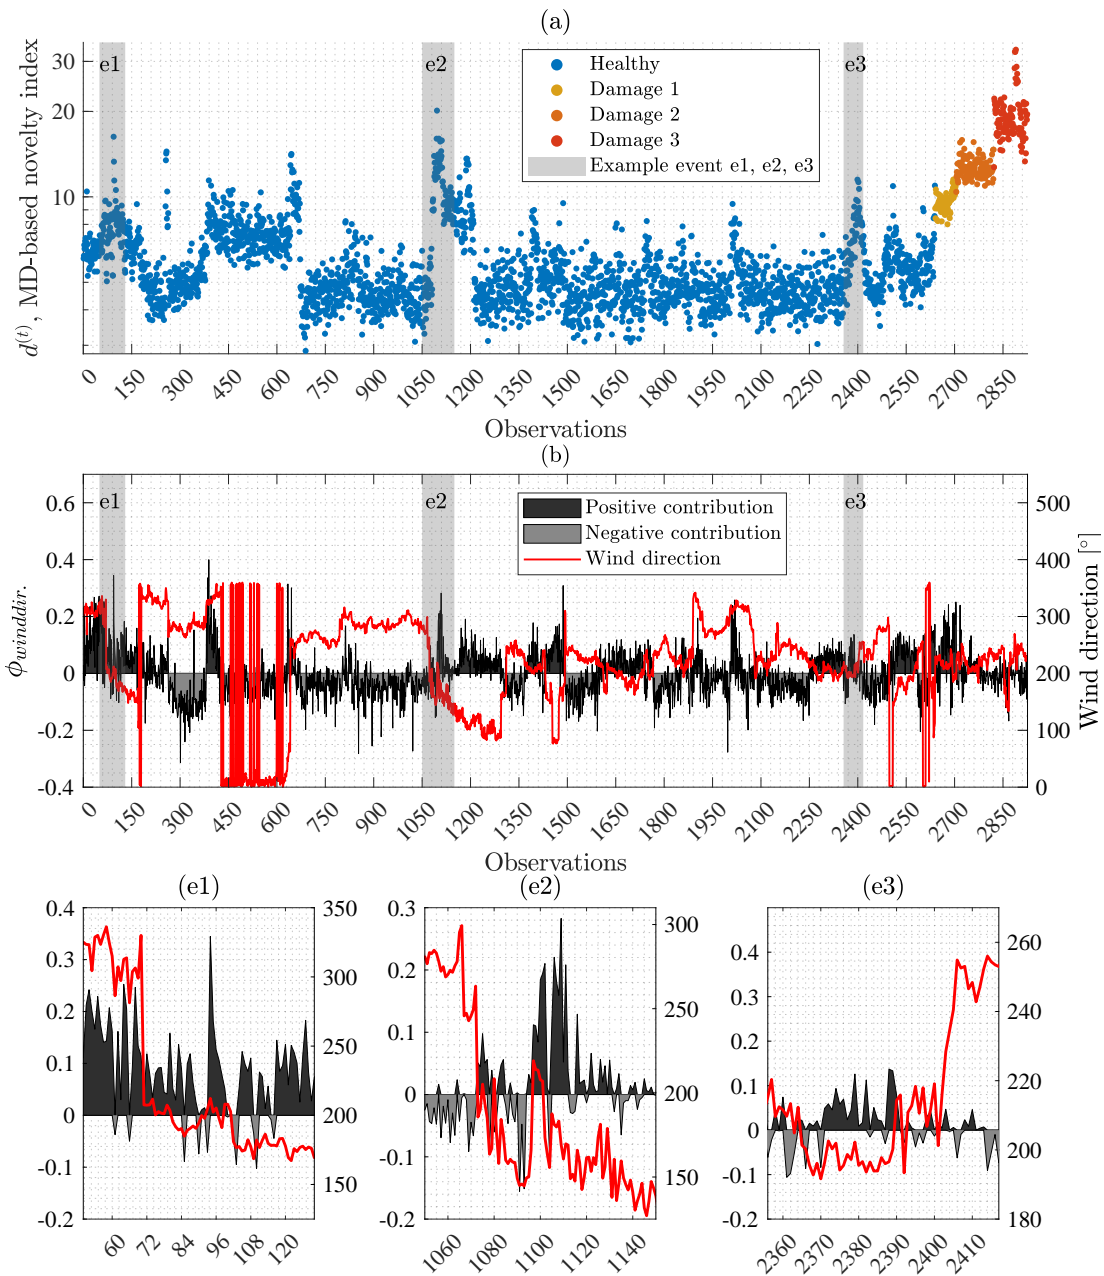 (a)
d^(t), MD-based novelty index
30
20
10
e1
e2
e3
Healthy
Damage 1
Damage 2
Damage 3
Example event e1, e2, e3
0 150 300 450 600 750 900 1050 1200 1350 1500 1650 1800 1950 2100 2250 2400 2550 2700 2850
Observations
(b)
ϕ_winddir.
0.6
0.4
0.2
0
-0.2
-0.4
e1
e2
e3
Positive contribution
Negative contribution
Wind direction
500
400
300
200
100
0
Wind direction [°]
0 150 300 450 600 750 900 1050 1200 1350 1500 1650 1800 1950 2100 2250 2400 2550 2700 2850
Observations
(e1)
0.4
0.3
0.2
0.1
0
-0.1
-0.2
350
300
250
200
150
60 72 84 96 108 120
(e2)
0.3
0.2
0.1
0
-0.1
-0.2
300
250
200
150
1060 1080 1100 1120 1140
(e3)
0.4
0.3
0.2
0.1
0
-0.1
-0.2
260
240
220
200
180
2360 2370 2380 2390 2400 2410